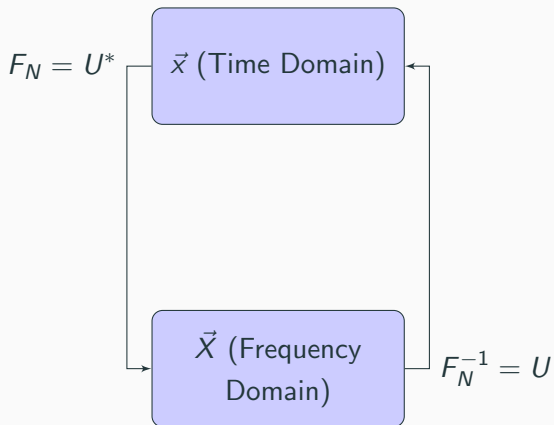 F_N = U*
x⃗ (Time Domain)
X⃗ (Frequency
Domain)
F_N^{-1} = U